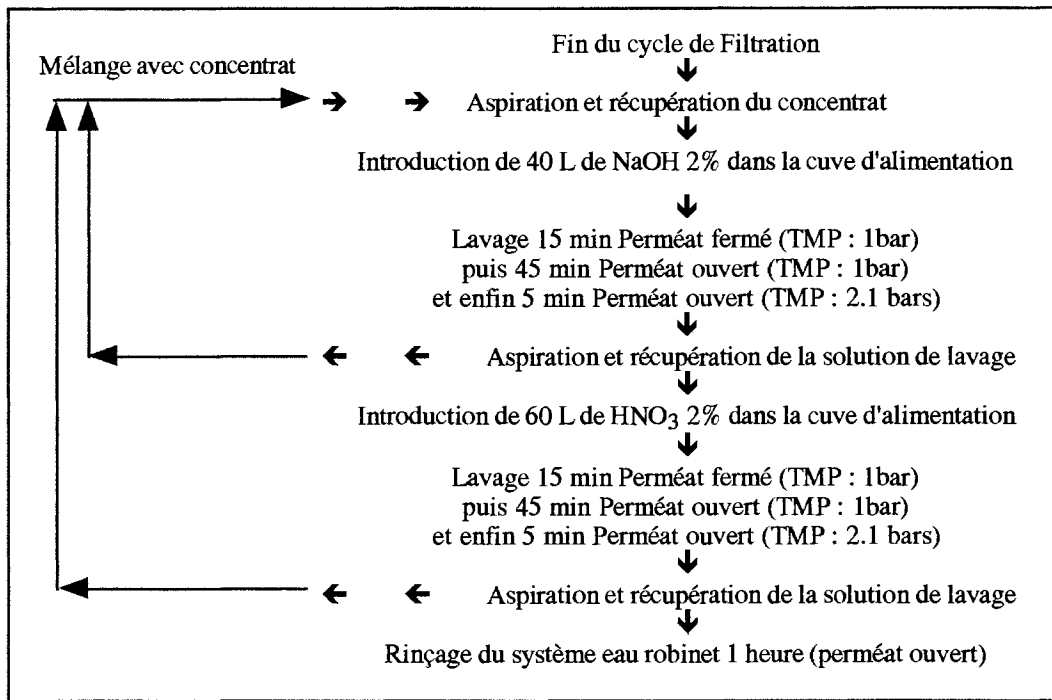 Fin du cycle de Filtration
Mélange avec concentrat
Aspiration et récupération du concentrat
Introduction de 40 L de NaOH 2% dans la cuve d'alimentation
Lavage 15 min Perméat fermé (TMP : 1bar)
puis 45 min Perméat ouvert (TMP : 1bar)
et enfin 5 min Perméat ouvert (TMP : 2.1 bars)
Aspiration et récupération de la solution de lavage
Introduction de 60 L de HNO3 2% dans la cuve d'alimentation
Lavage 15 min Perméat fermé (TMP : 1bar)
puis 45 min Perméat ouvert (TMP : 1bar)
et enfin 5 min Perméat ouvert (TMP : 2.1 bars)
Aspiration et récupération de la solution de lavage
Rinçage du système eau robinet 1 heure (perméat ouvert)